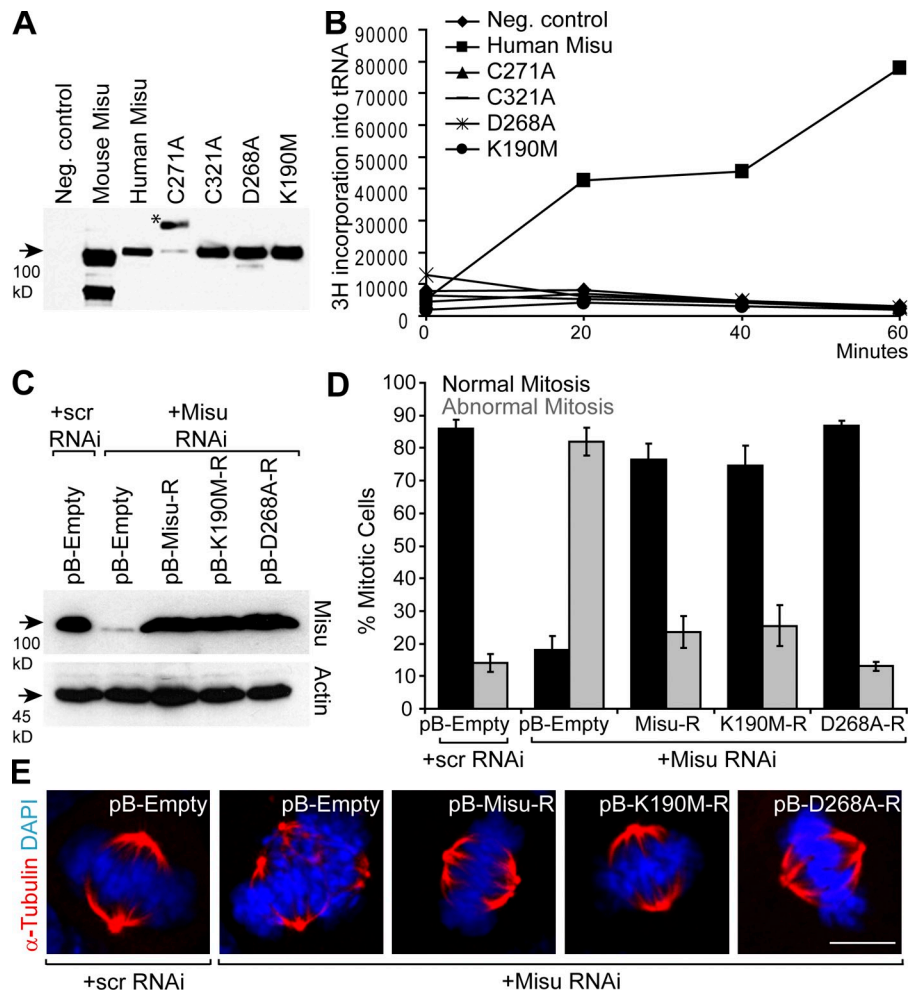 A
Neg. control
Mouse Misu
Human Misu
C271A
C321A
D268A
K190M
*
100
kD
B
Neg. control
Human Misu
C271A
C321A
D268A
K190M
3H incorporation into tRNA
90000
80000
70000
60000
50000
40000
30000
20000
10000
0
0 20 40 60
Minutes
C
+scr
RNAi
+Misu
RNAi
pB-Empty
pB-Empty
pB-Misu-R
pB-K190M-R
pB-D268A-R
Misu
100
kD
Actin
45
kD
D
Normal Mitosis
Abnormal Mitosis
% Mitotic Cells
100
90
80
70
60
50
40
30
20
10
0
pB-Empty pB-Empty Misu-R K190M-R D268A-R
+scr RNAi +Misu RNAi
E
α-Tubulin DAPI
pB-Empty pB-Empty pB-Misu-R pB-K190M-R pB-D268A-R
+scr RNAi +Misu RNAi